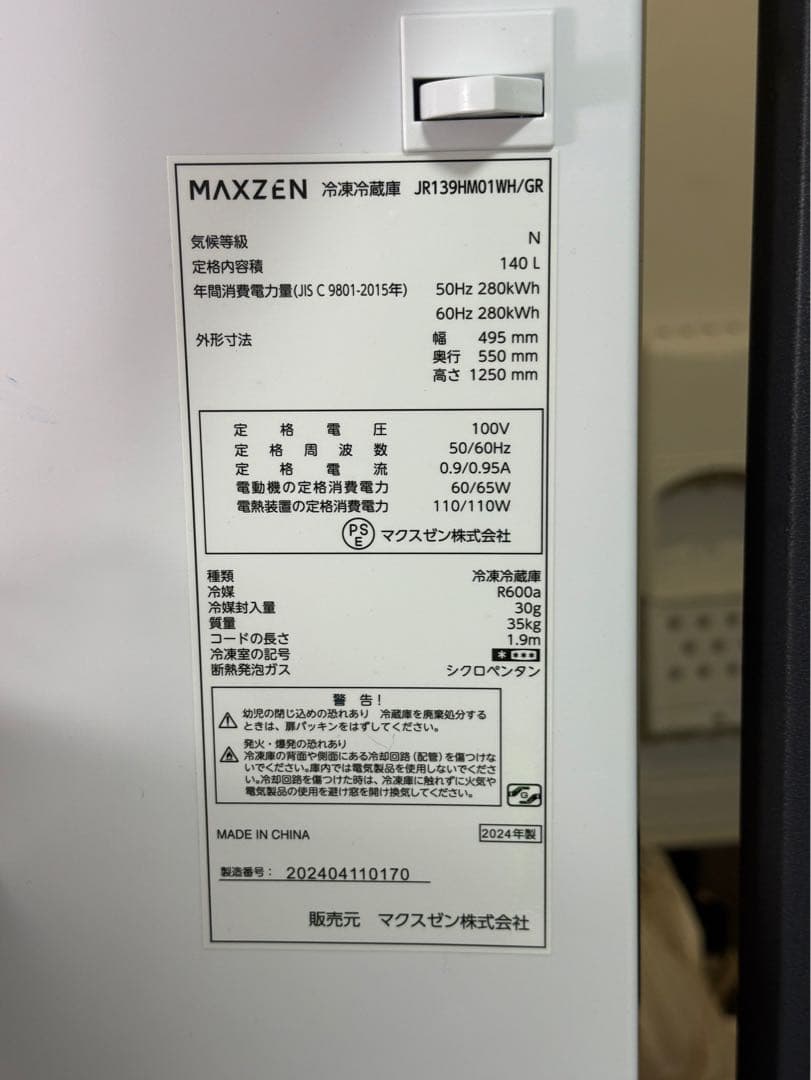 MAXZEN 冷凍冷蔵庫 JR139HM01WH/GR
気候等級 N
定格内容積 140 L
年間消費電力量(JIS C 9801-2015年) 50Hz 280kWh
60Hz 280kWh
外形寸法 幅 495 mm
奥行 550 mm
高さ 1250 mm
定格電圧 100V
定格周波数 50/60Hz
定格電流 0.9/0.95A
電動機の定格消費電力 60/65W
電熱装置の定格消費電力 110/110W
PS
E マクスゼン株式会社
種類 冷凍冷蔵庫
冷媒 R600a
冷媒封入量 30g
質量 35kg
コードの長さ 1.9m
冷凍室の記号 * ***
断熱発泡ガス シクロペンタン
警 告!
幼児の閉じ込めの恐れあり 冷蔵庫を廃棄処分する
ときは、扉パッキンをはずしてください。
発火・爆発の恐れあり
冷凍庫の背面や側面にある冷却回路(配管)を傷つけな
いでください。庫内では電気製品を使用しないでくださ
い。冷却回路を傷つけた時は、冷凍庫に触れずに火気や
電気製品の使用を避け窓を開け換気してください。
G
MADE IN CHINA 2024年製
製造番号: 202404110170
販売元 マクスゼン株式会社